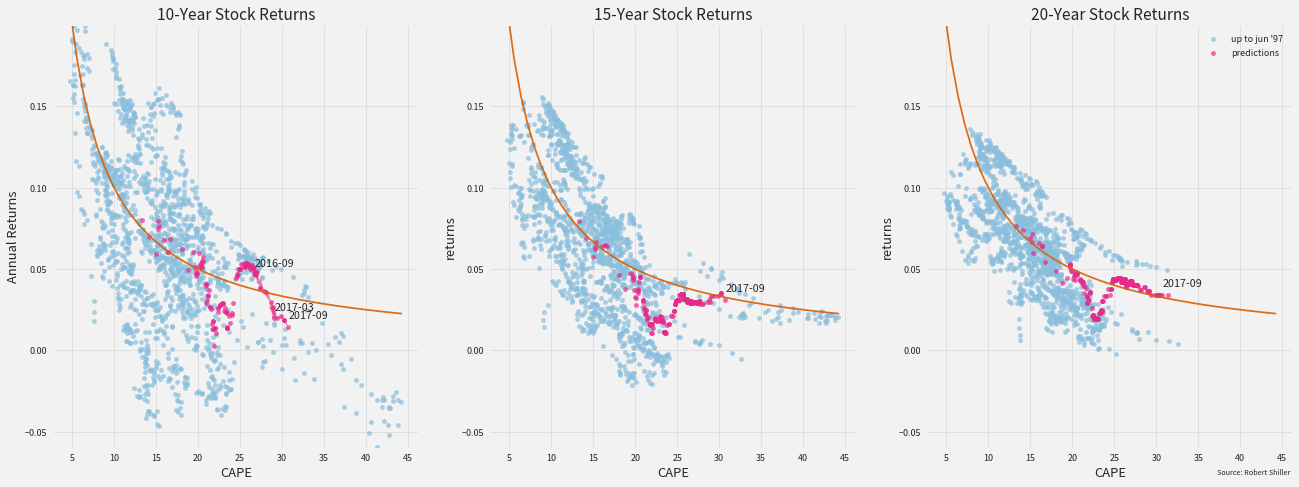 10-Year Stock Returns
15-Year Stock Returns
20-Year Stock Returns
up to jun '97
predictions
Annual Returns
0.15
0.10
0.05
0.00
−0.05
2016-09
2017-03
2017-09
5 10 15 20 25 30 35 40 45
CAPE
returns
0.15
0.10
0.05
0.00
−0.05
2017-09
5 10 15 20 25 30 35 40 45
CAPE
returns
0.15
0.10
0.05
0.00
−0.05
2017-09
5 10 15 20 25 30 35 40 45
CAPE
Source: Robert Shiller